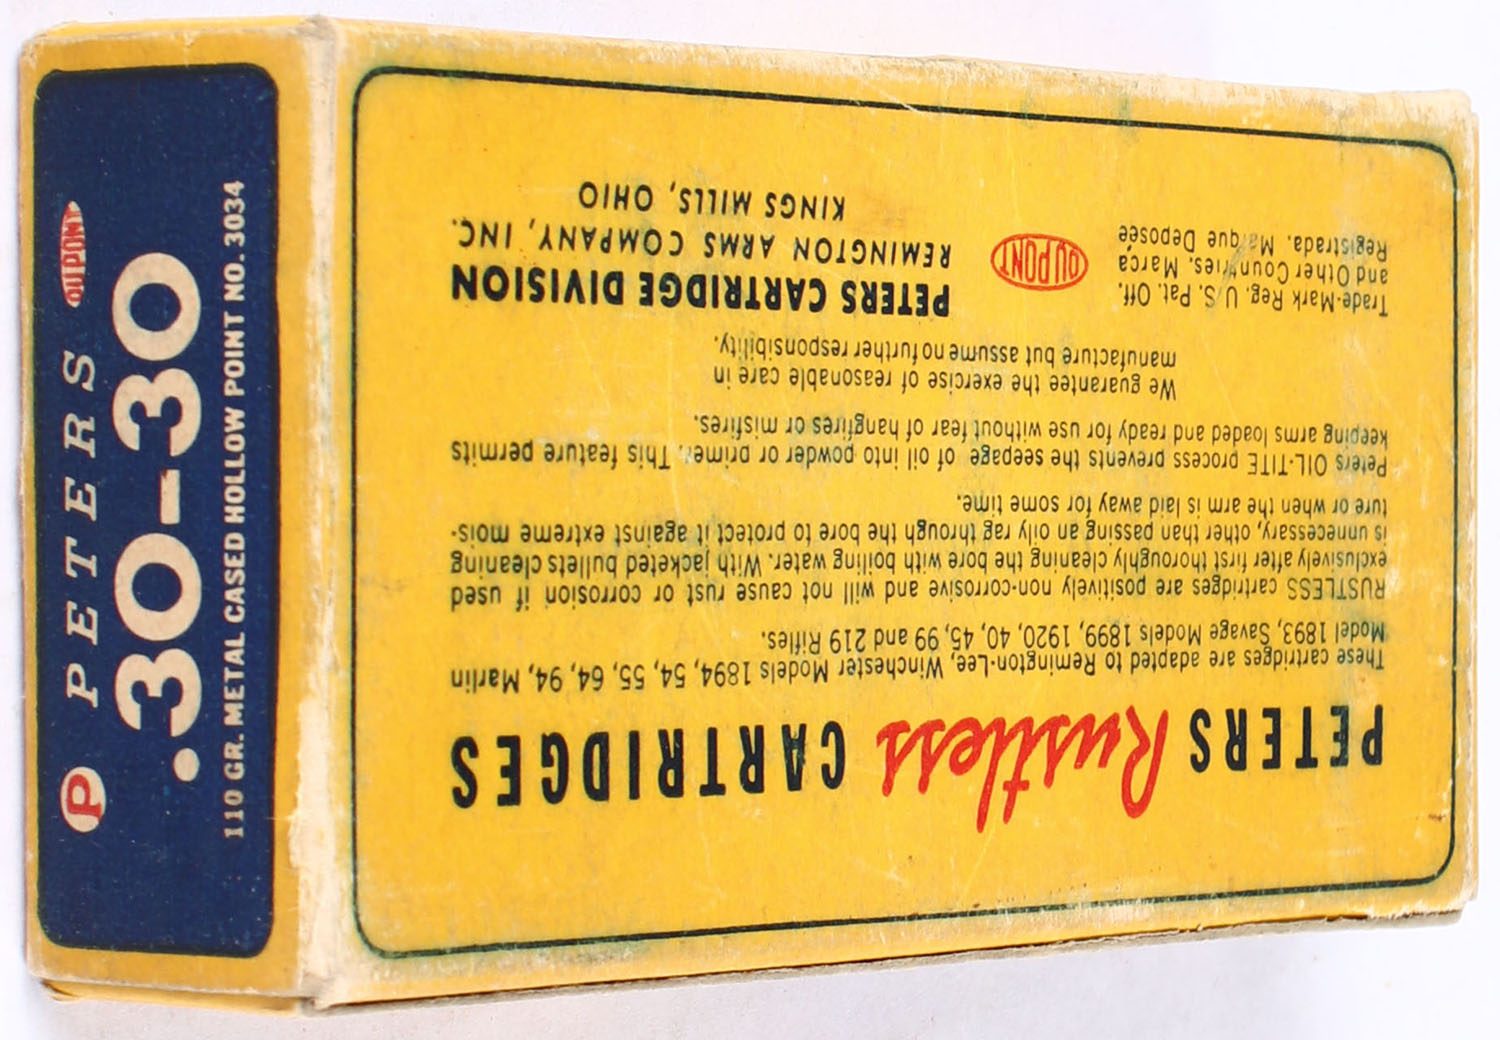 P PETERS DU PONT
.30-30
110 GR. METAL CASED HOLLOW POINT NO. 3034
PETERS Rustless CARTRIDGES
These cartridges are adapted to Remington-Lee, Winchester Models 1894, 54, 55, 64, 94, Marlin
Model 1893, Savage Models 1899, 1920, 40, 45, 99 and 219 Rifles.
RUSTLESS cartridges are positively non-corrosive and will not cause rust or corrosion if used
exclusively after first thoroughly cleaning the bore with boiling water. With jacketed bullets cleaning
is unnecessary, other than passing an oily rag through the bore to protect it against extreme mois-
ture or when the arm is laid away for some time.
Peters OIL-TITE process prevents the seepage of oil into powder or primer. This feature permits
keeping arms loaded and ready for use without fear of hangfires or misfires.
We guarantee the exercise of reasonable care in
manufacture but assume no further responsibility.
Trade-Mark Reg. U.S. Pat. Off.
and Other Countries. Marca
Registrada. Marque Deposée
DU PONT
PETERS CARTRIDGE DIVISION
REMINGTON ARMS COMPANY, INC.
KINGS MILLS, OHIO